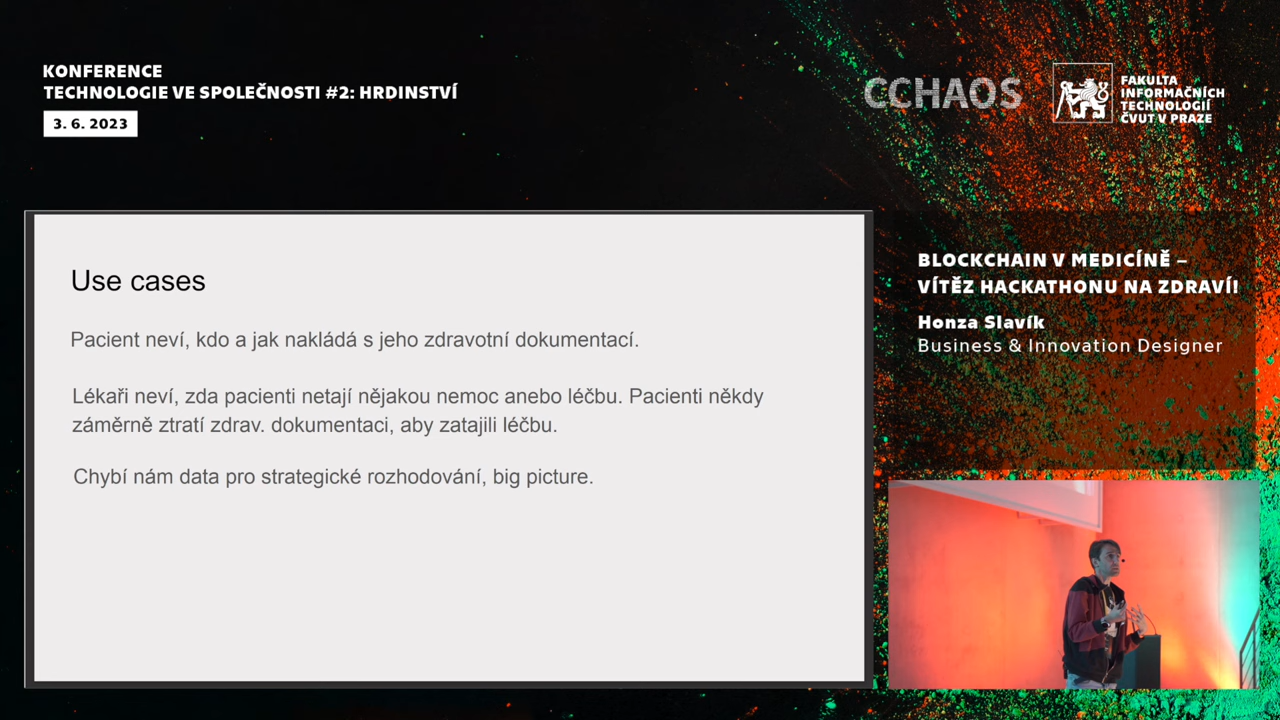 KONFERENCE
TECHNOLOGIE VE SPOLEČNOSTI #2: HRDINSTVÍ
3. 6. 2023
CCHAOS
FAKULTA
INFORMAČNÍCH
TECHNOLOGIÍ
ČVUT V PRAZE
Use cases
Pacient neví, kdo a jak nakládá s jeho zdravotní dokumentací.
Lékaři neví, zda pacienti netají nějakou nemoc anebo léčbu. Pacienti někdy
záměrně ztratí zdrav. dokumentaci, aby zatajili léčbu.
Chybí nám data pro strategické rozhodování, big picture.
BLOCKCHAIN V MEDICÍNĚ –
VÍTĚZ HACKATHONU NA ZDRAVÍ!
Honza Slavík
Business & Innovation Designer